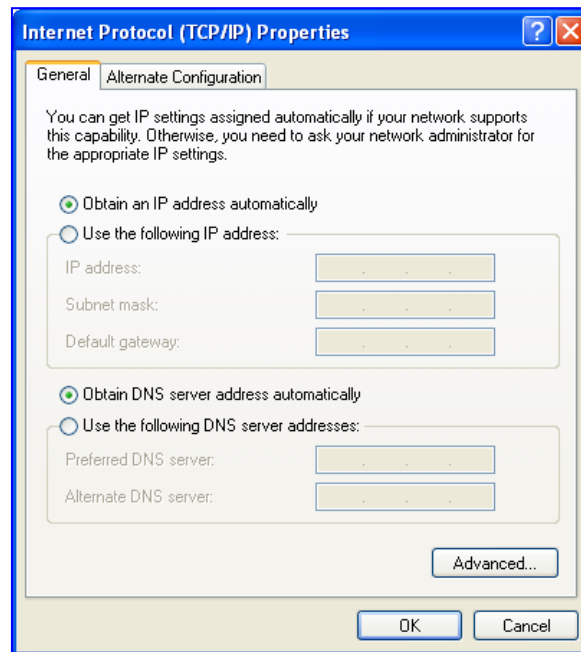 Internet Protocol (TCP/IP) Properties
General
Alternate Configuration
You can get IP settings assigned automatically if your network supports
this capability. Otherwise, you need to ask your network administrator for
the appropriate IP settings.
Obtain an IP address automatically
Use the following IP address:
IP address:
Subnet mask:
Default gateway:
Obtain DNS server address automatically
Use the following DNS server addresses:
Preferred DNS server:
Alternate DNS server:
Advanced...
OK
Cancel